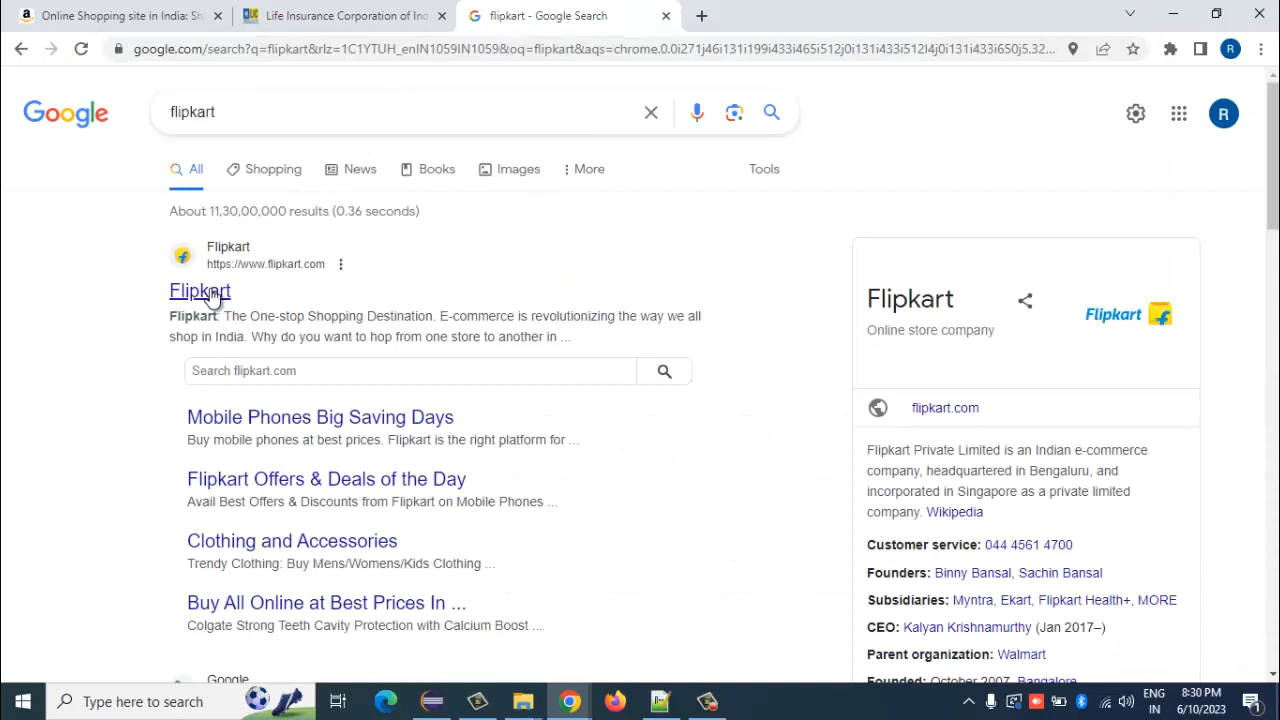 Online Shopping site in India: Sh
Life Insurance Corporation of Ind
flipkart - Google Search
google.com/search?q=flipkart&rlz=1C1YTUH_enIN1059IN1059&oq=flipkart&aqs=chrome.0.0i271j46i131i199i433i465i512j0i131i433i512l4j0i131i433i650j5.32...
R
Google
flipkart
R
All
Shopping
News
Books
Images
More
Tools
About 11,30,00,000 results (0.36 seconds)
Flipkart
https://www.flipkart.com
Flipkart
Flipkart. The One-stop Shopping Destination. E-commerce is revolutionizing the way we all
shop in India. Why do you want to hop from one store to another in ...
Search flipkart.com
Mobile Phones Big Saving Days
Buy mobile phones at best prices. Flipkart is the right platform for ...
Flipkart Offers & Deals of the Day
Avail Best Offers & Discounts from Flipkart on Mobile Phones ...
Clothing and Accessories
Trendy Clothing: Buy Mens/Womens/Kids Clothing ...
Buy All Online at Best Prices In ...
Colgate Strong Teeth Cavity Protection with Calcium Boost ...
Google
Flipkart
Online store company
Flipkart
flipkart.com
Flipkart Private Limited is an Indian e-commerce
company, headquartered in Bengaluru, and
incorporated in Singapore as a private limited
company. Wikipedia
Customer service: 044 4561 4700
Founders: Binny Bansal, Sachin Bansal
Subsidiaries: Myntra, Ekart, Flipkart Health+, MORE
CEO: Kalyan Krishnamurthy (Jan 2017–)
Parent organization: Walmart
Founded: October 2007, Bangalore
Type here to search
ENG
IN
8:30 PM
6/10/2023
1